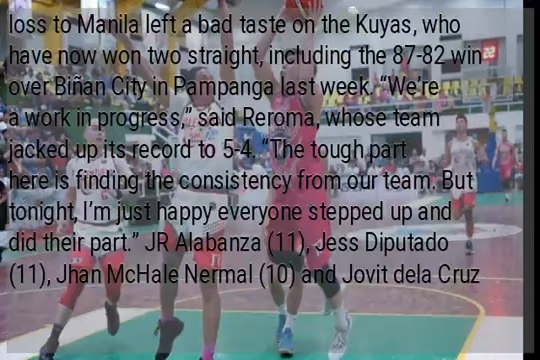 loss to Manila left a bad taste on the Kuyas, who
have now won two straight, including the 87-82 win
over Biñan City in Pampanga last week. “We’re
a work in progress,” said Reroma, whose team
jacked up its record to 5-4. “The tough part
here is finding the consistency from our team. But
tonight, I’m just happy everyone stepped up and
did their part.” JR Alabanza (11), Jess Diputado
(11), Jhan McHale Nermal (10) and Jovit dela Cruz
22